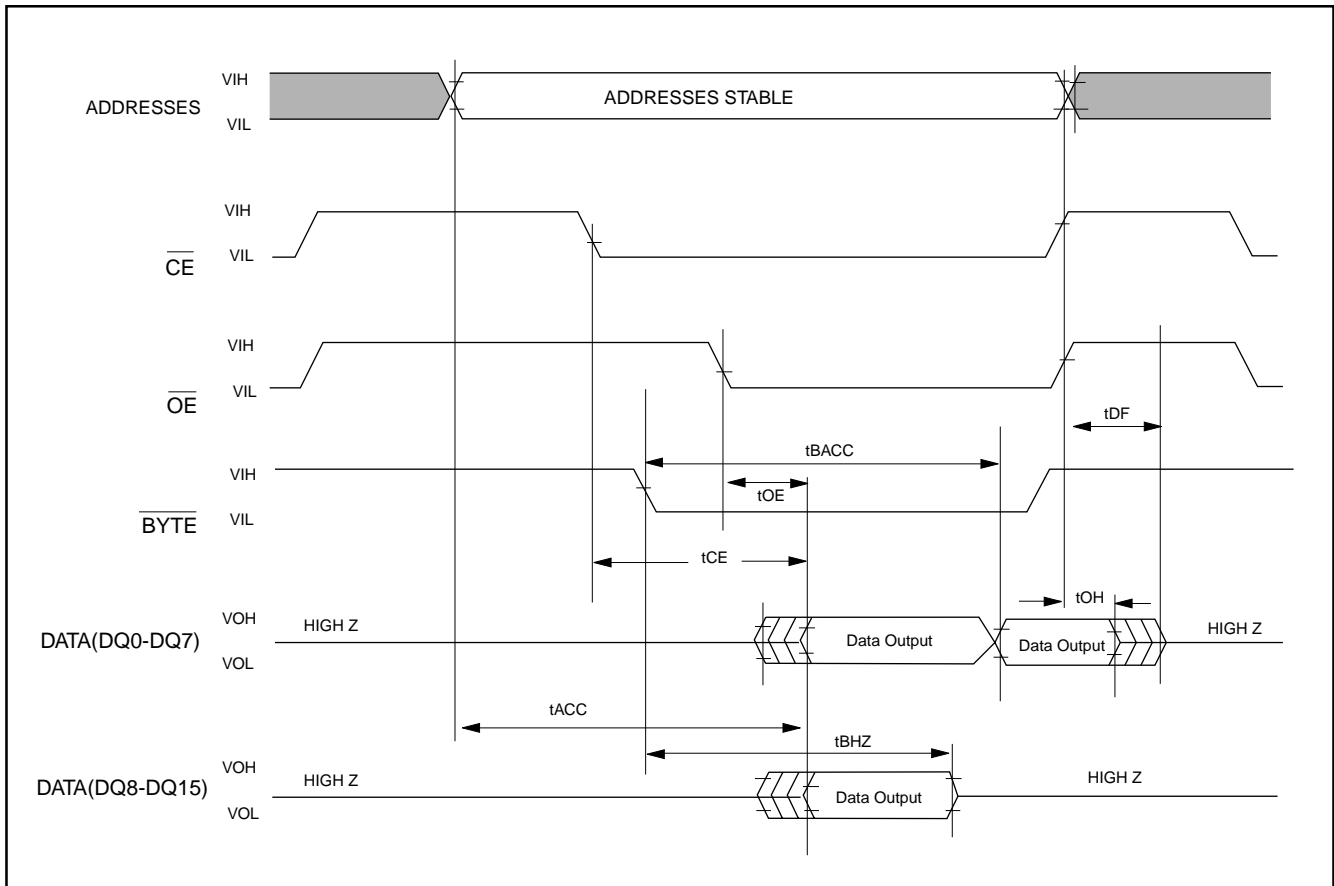 VIH
ADDRESSES
ADDRESSES STABLE
VIL
VIH
CE
VIL
VIH
OE
VIL
tDF
tBACC
VIH
tOE
BYTE
VIL
tCE
tOH
VOH
DATA(DQ0-DQ7)
HIGH Z
Data Output
Data Output
HIGH Z
VOL
tACC
tBHZ
VOH
DATA(DQ8-DQ15)
HIGH Z
Data Output
HIGH Z
VOL